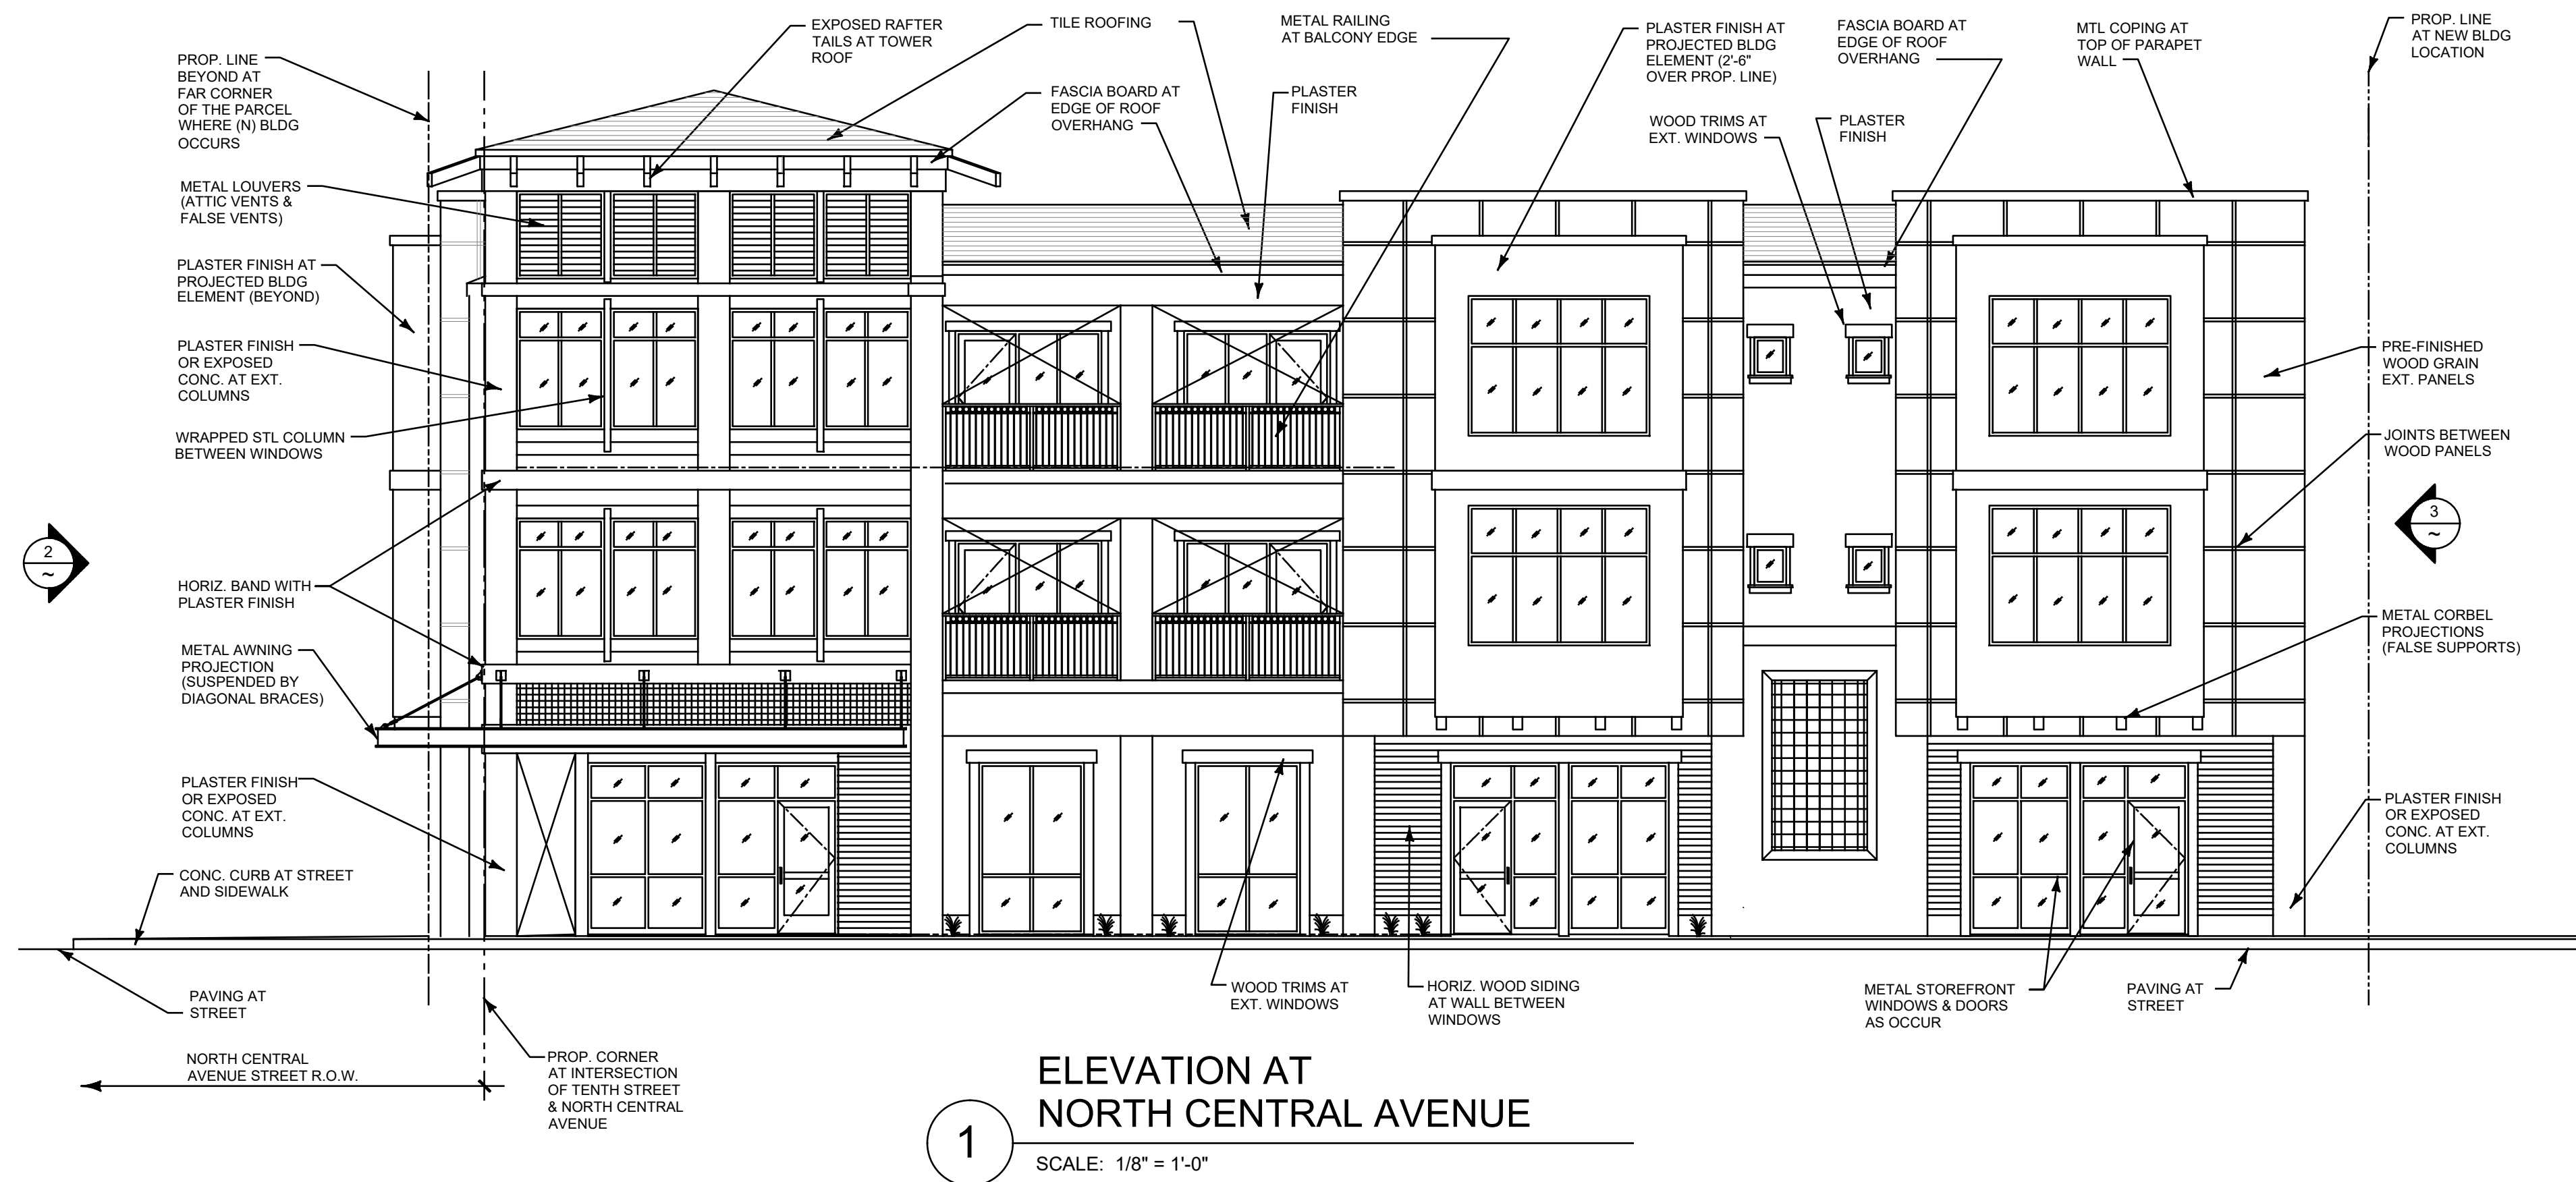 EXPOSED RAFTER
TAILS AT TOWER
ROOF
TILE ROOFING
METAL RAILING
AT BALCONY EDGE
PLASTER FINISH AT
PROJECTED BLDG
ELEMENT (2'-6"
OVER PROP. LINE)
FASCIA BOARD AT
EDGE OF ROOF
OVERHANG
MTL COPING AT
TOP OF PARAPET
WALL
PROP. LINE
AT NEW BLDG
LOCATION
PROP. LINE
BEYOND AT
FAR CORNER
OF THE PARCEL
WHERE (N) BLDG
OCCURS
FASCIA BOARD AT
EDGE OF ROOF
OVERHANG
PLASTER
FINISH
WOOD TRIMS AT
EXT. WINDOWS
PLASTER
FINISH
METAL LOUVERS
(ATTIC VENTS &
FALSE VENTS)
PLASTER FINISH AT
PROJECTED BLDG
ELEMENT (BEYOND)
PLASTER FINISH
OR EXPOSED
CONC. AT EXT.
COLUMNS
WRAPPED STL COLUMN
BETWEEN WINDOWS
PRE-FINISHED
WOOD GRAIN
EXT. PANELS
JOINTS BETWEEN
WOOD PANELS
2
~
3
~
HORIZ. BAND WITH
PLASTER FINISH
METAL AWNING
PROJECTION
(SUSPENDED BY
DIAGONAL BRACES)
METAL CORBEL
PROJECTIONS
(FALSE SUPPORTS)
PLASTER FINISH
OR EXPOSED
CONC. AT EXT.
COLUMNS
PLASTER FINISH
OR EXPOSED
CONC. AT EXT.
COLUMNS
CONC. CURB AT STREET
AND SIDEWALK
PAVING AT
STREET
WOOD TRIMS AT
EXT. WINDOWS
HORIZ. WOOD SIDING
AT WALL BETWEEN
WINDOWS
METAL STOREFRONT
WINDOWS & DOORS
AS OCCUR
PAVING AT
STREET
NORTH CENTRAL
AVENUE STREET R.O.W.
PROP. CORNER
AT INTERSECTION
OF TENTH STREET
& NORTH CENTRAL
AVENUE
1
ELEVATION AT
NORTH CENTRAL AVENUE
SCALE: 1/8" = 1'-0"